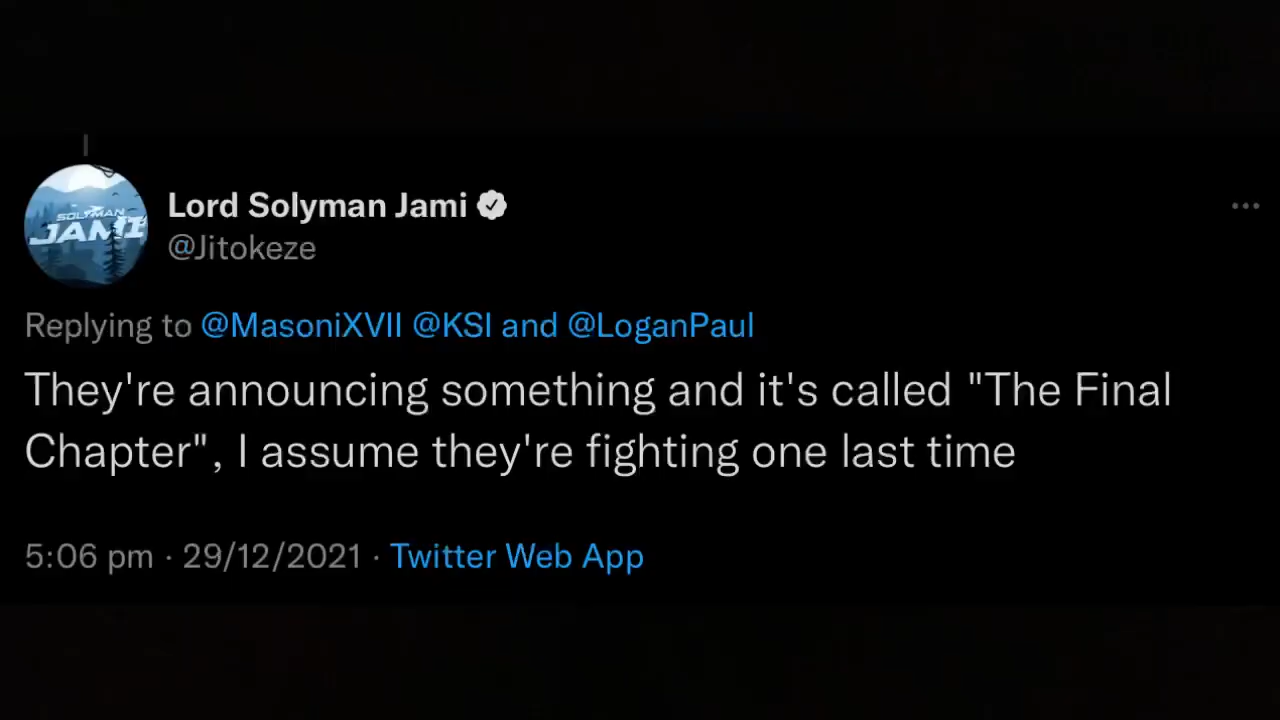 SOLYMAN
JAMI
Lord Solyman Jami
@Jitokeze
Replying to @MasoniXVII @KSI and @LoganPaul
They're announcing something and it's called "The Final
Chapter", I assume they're fighting one last time
5:06 pm · 29/12/2021 · Twitter Web App